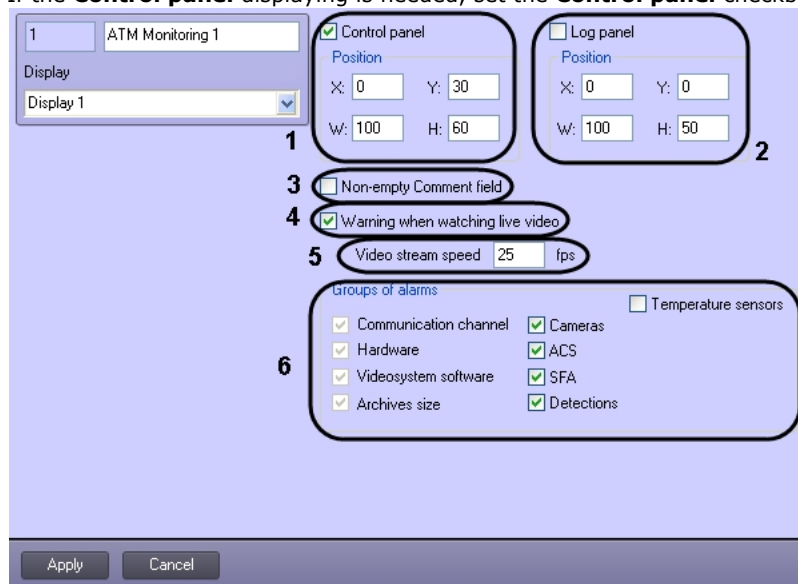 If the Control panel displaying is needed, set the Control panel checkb
1 ATM Monitoring 1
Display
Display 1
Control panel
Position
X: 0 Y: 30
W: 100 H: 60
1
Log panel
Position
X: 0 Y: 0
W: 100 H: 50
2
3 Non-empty Comment field
4 Warning when watching live video
5 Video stream speed 25 fps
Groups of alarms
Temperature sensors
Communication channel Cameras
Hardware ACS
6
Videosystem software SFA
Archives size Detections
Apply Cancel